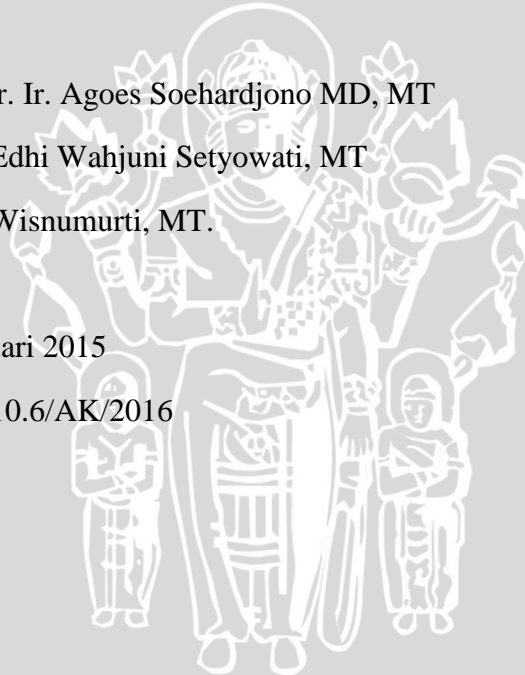 r. Ir. Agoes Soehardjono MD, MT
Edhi Wahjuni Setyowati, MT
Wisnumurti, MT.
ari 2015
10.6/AK/2016